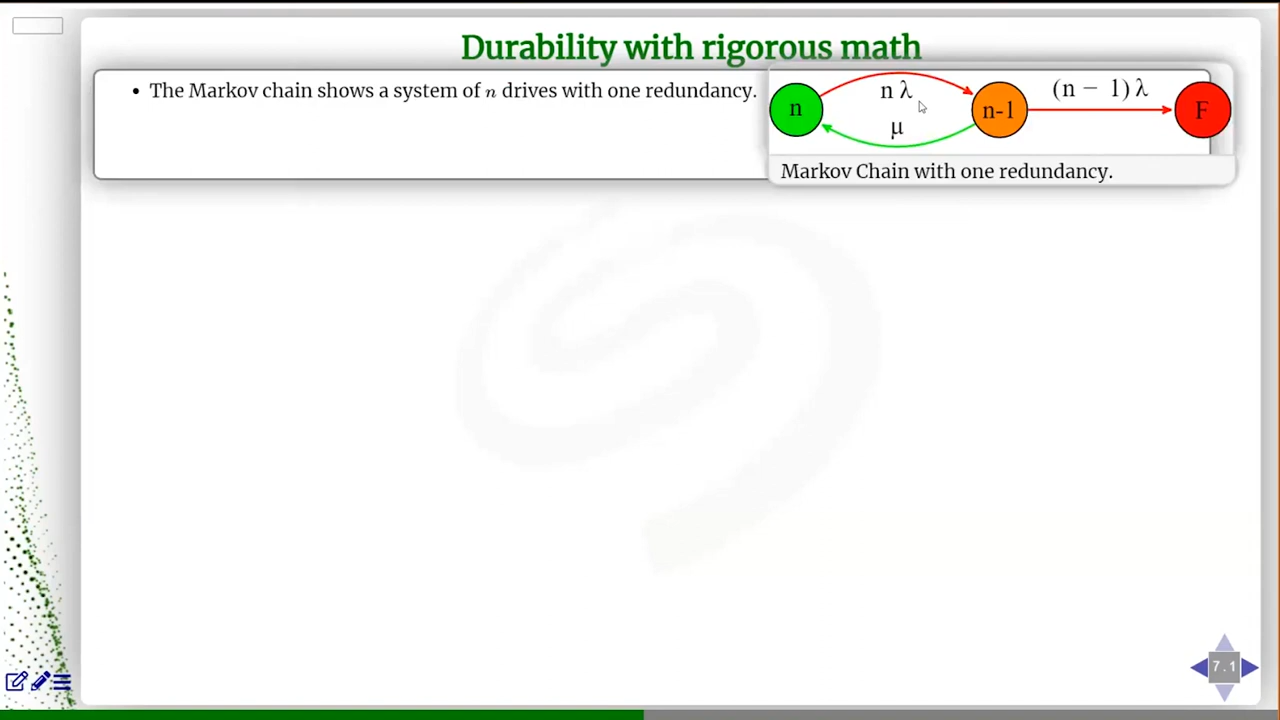 Durability with rigorous math
• The Markov chain shows a system of n drives with one redundancy.
n
n λ
μ
n-1
(n − 1) λ
F
Markov Chain with one redundancy.
7.1